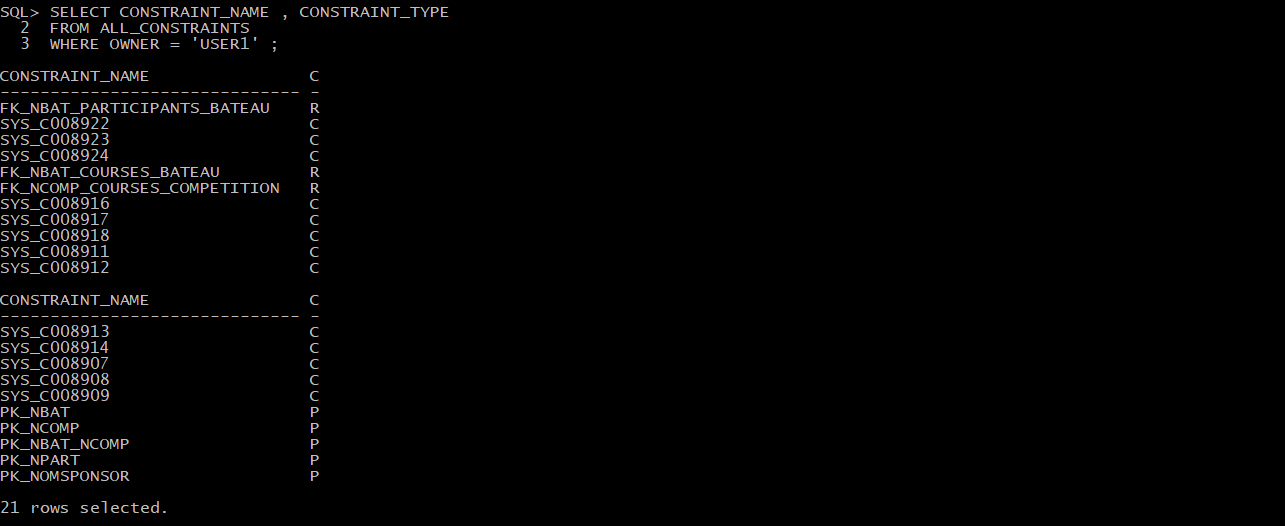 SQL> SELECT CONSTRAINT_NAME , CONSTRAINT_TYPE
  2  FROM ALL_CONSTRAINTS
  3  WHERE OWNER = 'USER1' ;

CONSTRAINT_NAME                C
------------------------------ -
FK_NBAT_PARTICIPANTS_BATEAU    R
SYS_C008922                    C
SYS_C008923                    C
SYS_C008924                    C
FK_NBAT_COURSES_BATEAU         R
FK_NCOMP_COURSES_COMPETITION   R
SYS_C008916                    C
SYS_C008917                    C
SYS_C008918                    C
SYS_C008911                    C
SYS_C008912                    C

CONSTRAINT_NAME                C
------------------------------ -
SYS_C008913                    C
SYS_C008914                    C
SYS_C008907                    C
SYS_C008908                    C
SYS_C008909                    C
PK_NBAT                        P
PK_NCOMP                       P
PK_NBAT_NCOMP                  P
PK_NPART                       P
PK_NOMSPONSOR                  P

21 rows selected.